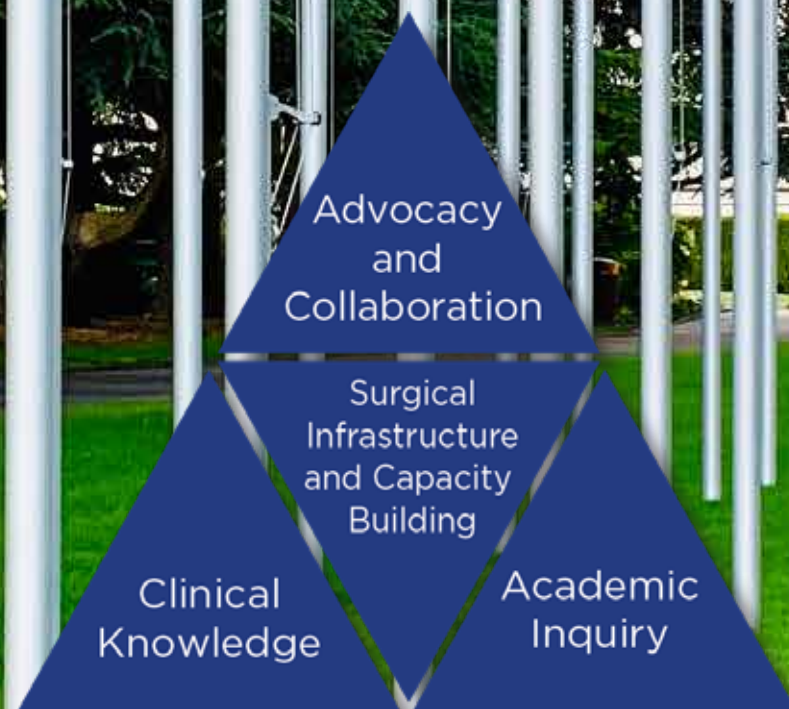 Advocacy
and
Collaboration
Surgical
Infrastructure
and Capacity
Building
Clinical
Knowledge
Academic
Inquiry